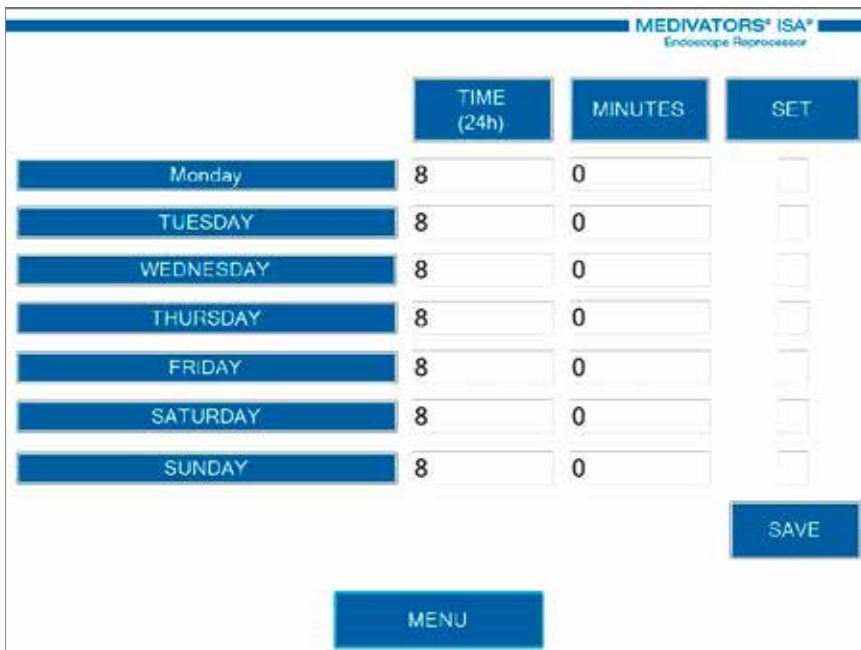 MEDIVATORS® ISA®
Endoscope Reprocessor
TIME
(24h)
MINUTES
SET
Monday 8 0
TUESDAY 8 0
WEDNESDAY 8 0
THURSDAY 8 0
FRIDAY 8 0
SATURDAY 8 0
SUNDAY 8 0
SAVE
MENU